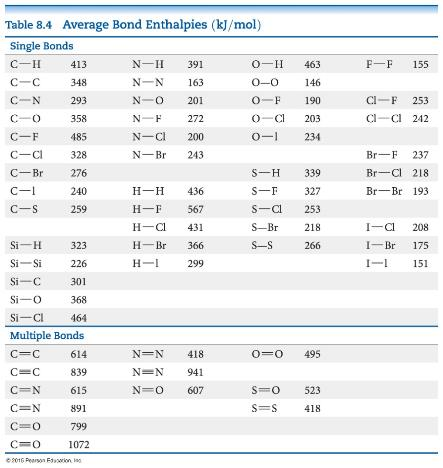 Table 8.4 Average Bond Enthalpies (kJ/mol)
Single Bonds
C—H 413 N—H 391 O—H 463 F—F 155
C—C 348 N—N 163 O—O 146
C—N 293 N—O 201 O—F 190 Cl—F 253
C—O 358 N—F 272 O—Cl 203 Cl—Cl 242
C—F 485 N—Cl 200 O—I 234
C—Cl 328 N—Br 243 Br—F 237
C—Br 276 S—H 339 Br—Cl 218
C—I 240 H—H 436 S—F 327 Br—Br 193
C—S 259 H—F 567 S—Cl 253
H—Cl 431 S—Br 218 I—Cl 208
Si—H 323 H—Br 366 S—S 266 I—Br 175
Si—Si 226 H—I 299 I—I 151
Si—C 301
Si—O 368
Si—Cl 464
Multiple Bonds
C=C 614 N=N 418 O=O 495
C≡C 839 N≡N 941
C=N 615 N=O 607 S=O 523
C≡N 891 S=S 418
C=O 799
C≡O 1072
© 2015 Pearson Education, Inc.